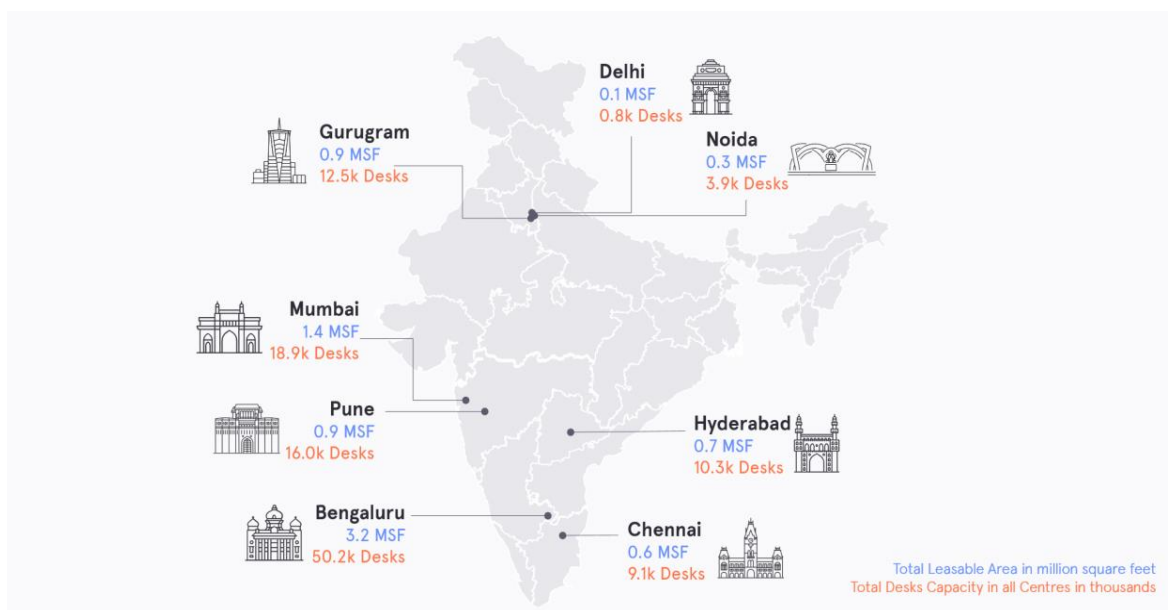 Delhi
0.1 MSF
0.8k Desks
Gurugram
0.9 MSF
12.5k Desks
Noida
0.3 MSF
3.9k Desks
Mumbai
1.4 MSF
18.9k Desks
Pune
0.9 MSF
16.0k Desks
Hyderabad
0.7 MSF
10.3k Desks
Bengaluru
3.2 MSF
50.2k Desks
Chennai
0.6 MSF
9.1k Desks
Total Leasable Area in million square feet
Total Desks Capacity in all Centres in thousands